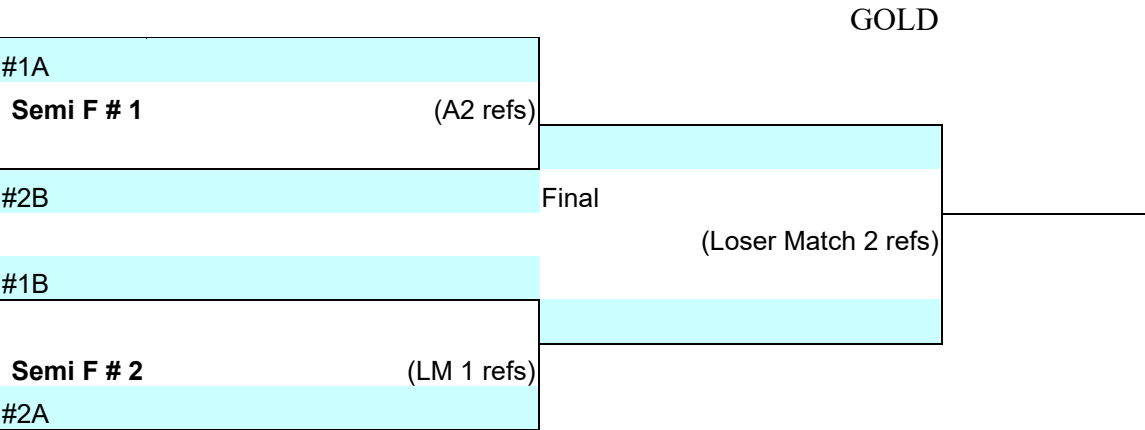 GOLD
#1A
Semi F # 1 (A2 refs)
#2B
Final
(Loser Match 2 refs)
#1B
Semi F # 2 (LM 1 refs)
#2A